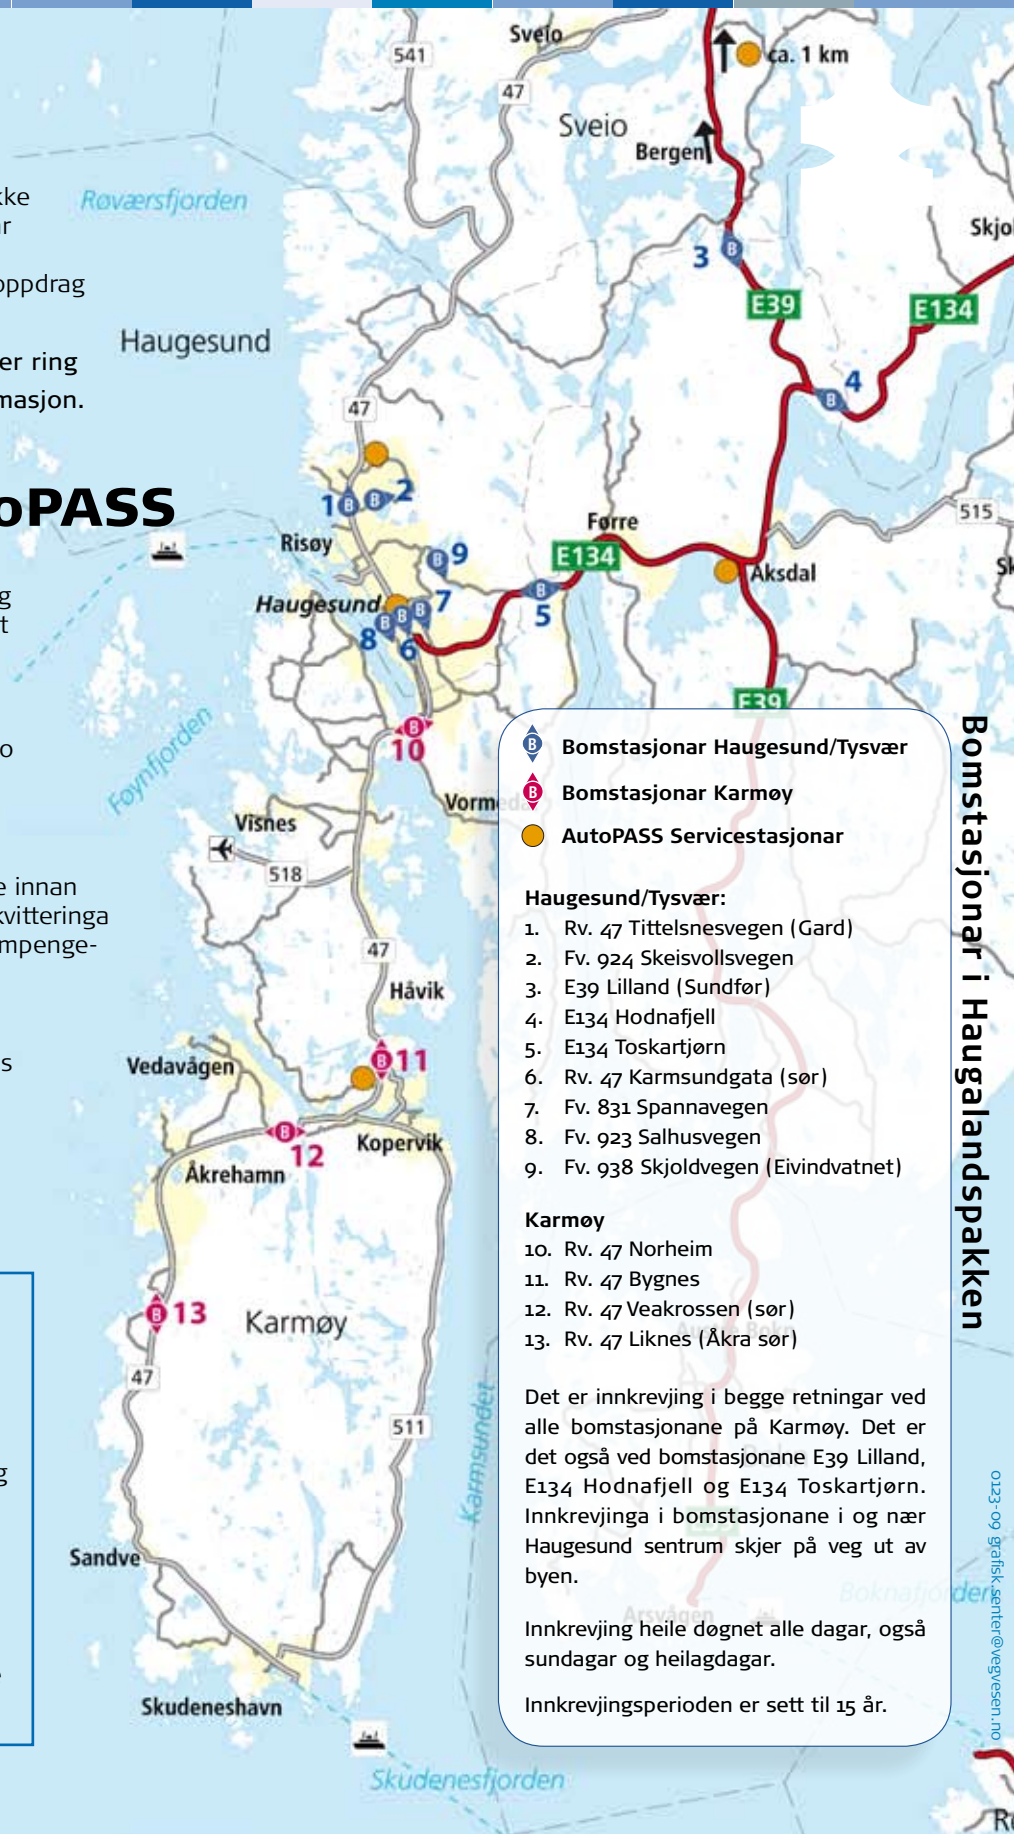 Sveio
541
ca. 1 km
47
Sveio
Bergen
Røværsfjorden
oppdrag
Haugesund
er ring
masjon.
3
E39
E134
4
47
oPASS
1
2
515
Førre
Risøy
E134
9
Aksdal
Haugesund
7
5
8
6
E39
Føynfjorden
10
Visnes
518
e innan
kvitteringa
mpenge-
47
Håvik
Vedavågen
11
12
Kopervik
Åkrehamn
13
Karmøy
47
511
Karmsundet
Sandve
Skudeneshavn
Skudenesfjorden
B Bomstasjonar Haugesund/Tysvær
B Bomstasjonar Karmøy
AutoPASS Servicestasjonar
Haugesund/Tysvær:
1. Rv. 47 Tittelsnesvegen (Gard)
2. Fv. 924 Skeisvollsvegen
3. E39 Lilland (Sundfør)
4. E134 Hodnafjell
5. E134 Toskartjørn
6. Rv. 47 Karmsundgata (sør)
7. Fv. 831 Spannavegen
8. Fv. 923 Salhusvegen
9. Fv. 938 Skjoldvegen (Eivindvatnet)
Karmøy
10. Rv. 47 Norheim
11. Rv. 47 Bygnes
12. Rv. 47 Veakrossen (sør)
13. Rv. 47 Liknes (Åkra sør)
Det er innkrevjing i begge retningar ved
alle bomstasjonane på Karmøy. Det er
det også ved bomstasjonane E39 Lilland,
E134 Hodnafjell og E134 Toskartjørn.
Innkrevjinga i bomstasjonane i og nær
Haugesund sentrum skjer på veg ut av
byen.
Innkrevjing heile døgnet alle dagar, også
sundagar og heilagdagar.
Innkrevjingsperioden er sett til 15 år.
Arsvågen
Boknafjorden
Bomstasjonar i Haugalandspakken
0123-09 grafisk.senter@vegvesen.no